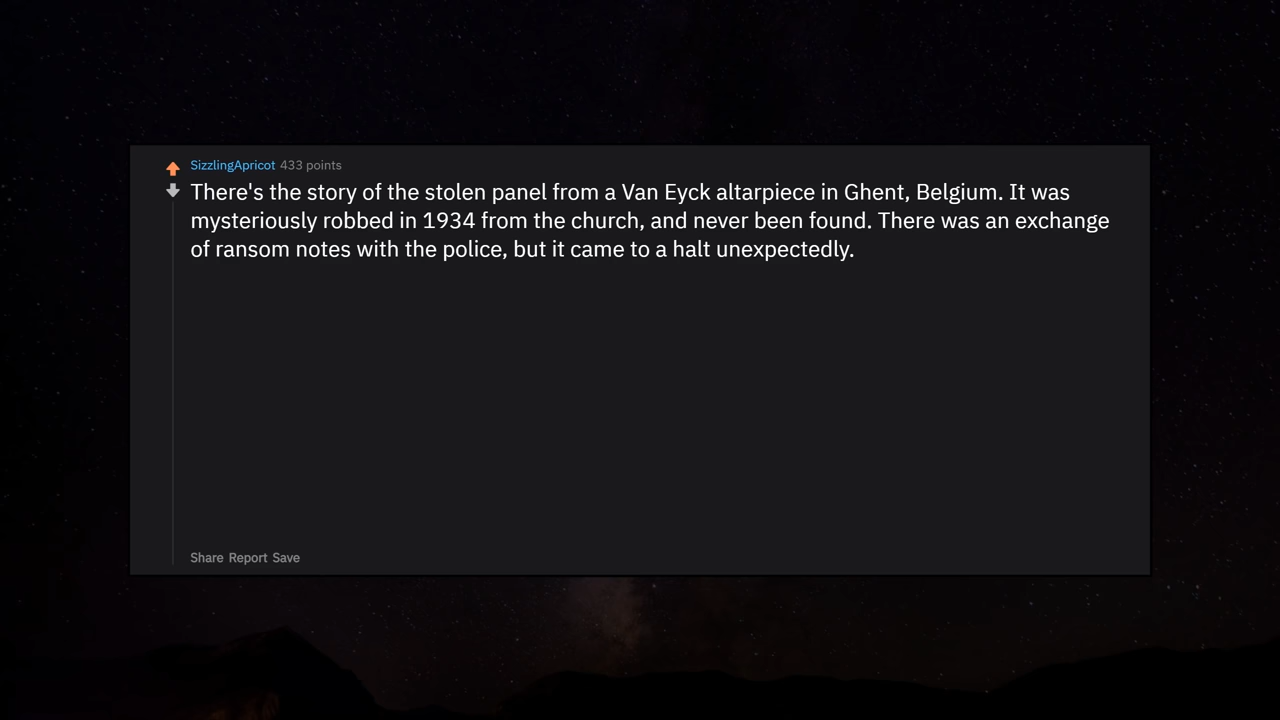 SizzlingApricot 433 points
There's the story of the stolen panel from a Van Eyck altarpiece in Ghent, Belgium. It was
mysteriously robbed in 1934 from the church, and never been found. There was an exchange
of ransom notes with the police, but it came to a halt unexpectedly.
Share Report Save